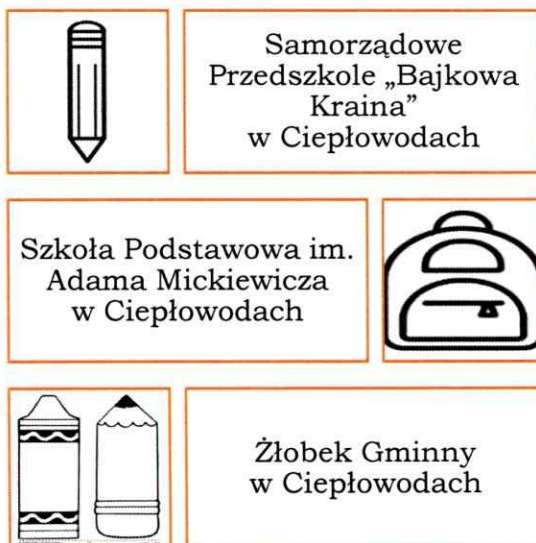 Samorządowe
Przedszkole „Bajkowa
Kraina”
w Ciepłowodach
Szkoła Podstawowa im.
Adama Mickiewicza
w Ciepłowodach
Żłobek Gminny
w Ciepłowodach